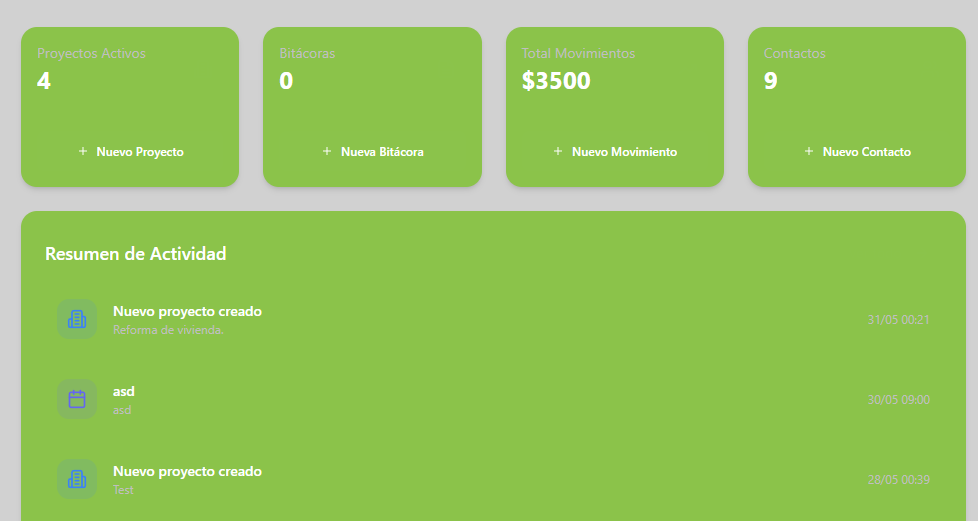 Proyectos Activos
4
+ Nuevo Proyecto
Bitácoras
0
+ Nueva Bitácora
Total Movimientos
$3500
+ Nuevo Movimiento
Contactos
9
+ Nuevo Contacto
Resumen de Actividad
Nuevo proyecto creado
Reforma de vivienda.
31/05 00:21
asd
asd
30/05 09:00
Nuevo proyecto creado
Test
28/05 00:39